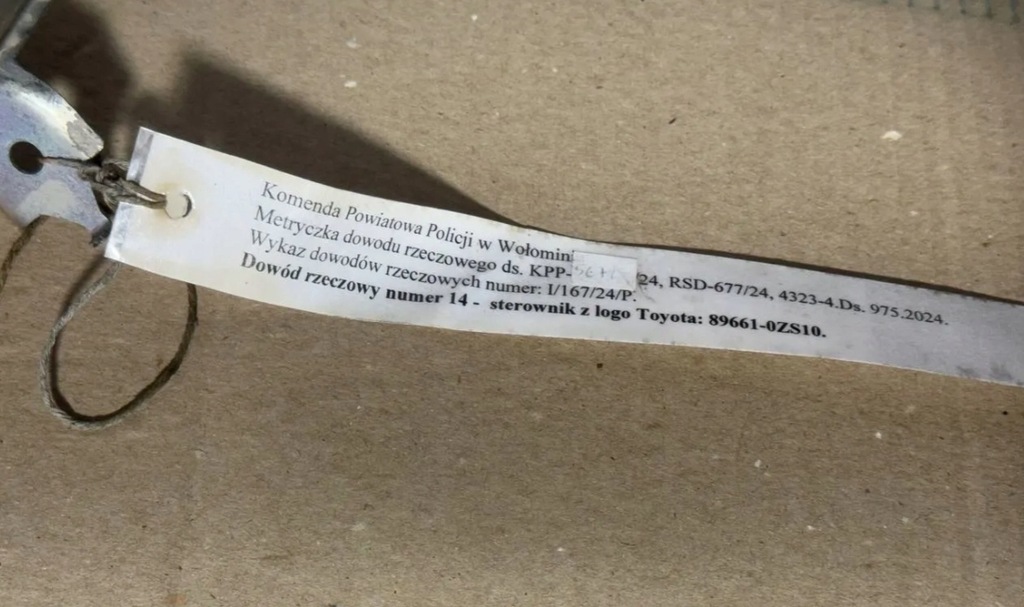 Komenda Powiatowa Policji w Wołomini
Metryczka dowodu rzeczowego ds. KPP- 24, RSD-677/24, 4323-4.Ds. 975.2024.
Wykaz dowodów rzeczowych numer: I/167/24/P.
Dowód rzeczowy numer 14 - sterownik z logo Toyota: 89661-0ZS10.